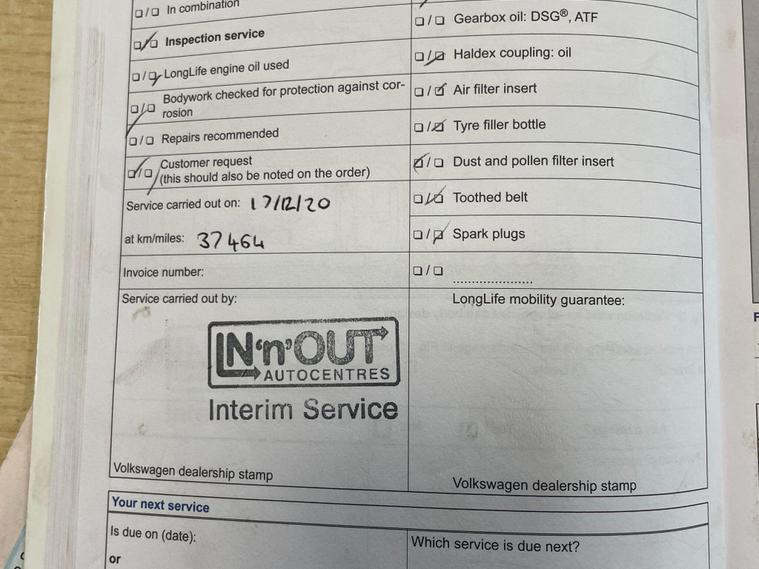 In combination
Inspection service
LongLife engine oil used
Bodywork checked for protection against cor-
rosion
Repairs recommended
Customer request
(this should also be noted on the order)
Service carried out on: 17/12/20
at km/miles: 37464
Invoice number:
Service carried out by:
IN'n'OUT
AUTOCENTRES
Interim Service
Volkswagen dealership stamp
Gearbox oil: DSG®, ATF
Haldex coupling: oil
Air filter insert
Tyre filler bottle
Dust and pollen filter insert
Toothed belt
Spark plugs
LongLife mobility guarantee:
Volkswagen dealership stamp
Your next service
Is due on (date):
or
Which service is due next?